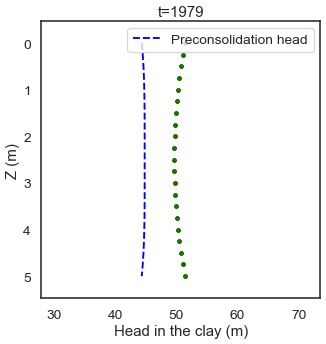 t=1979
Preconsolidation head
0
1
2
3
4
5
Z (m)
30 40 50 60 70
Head in the clay (m)